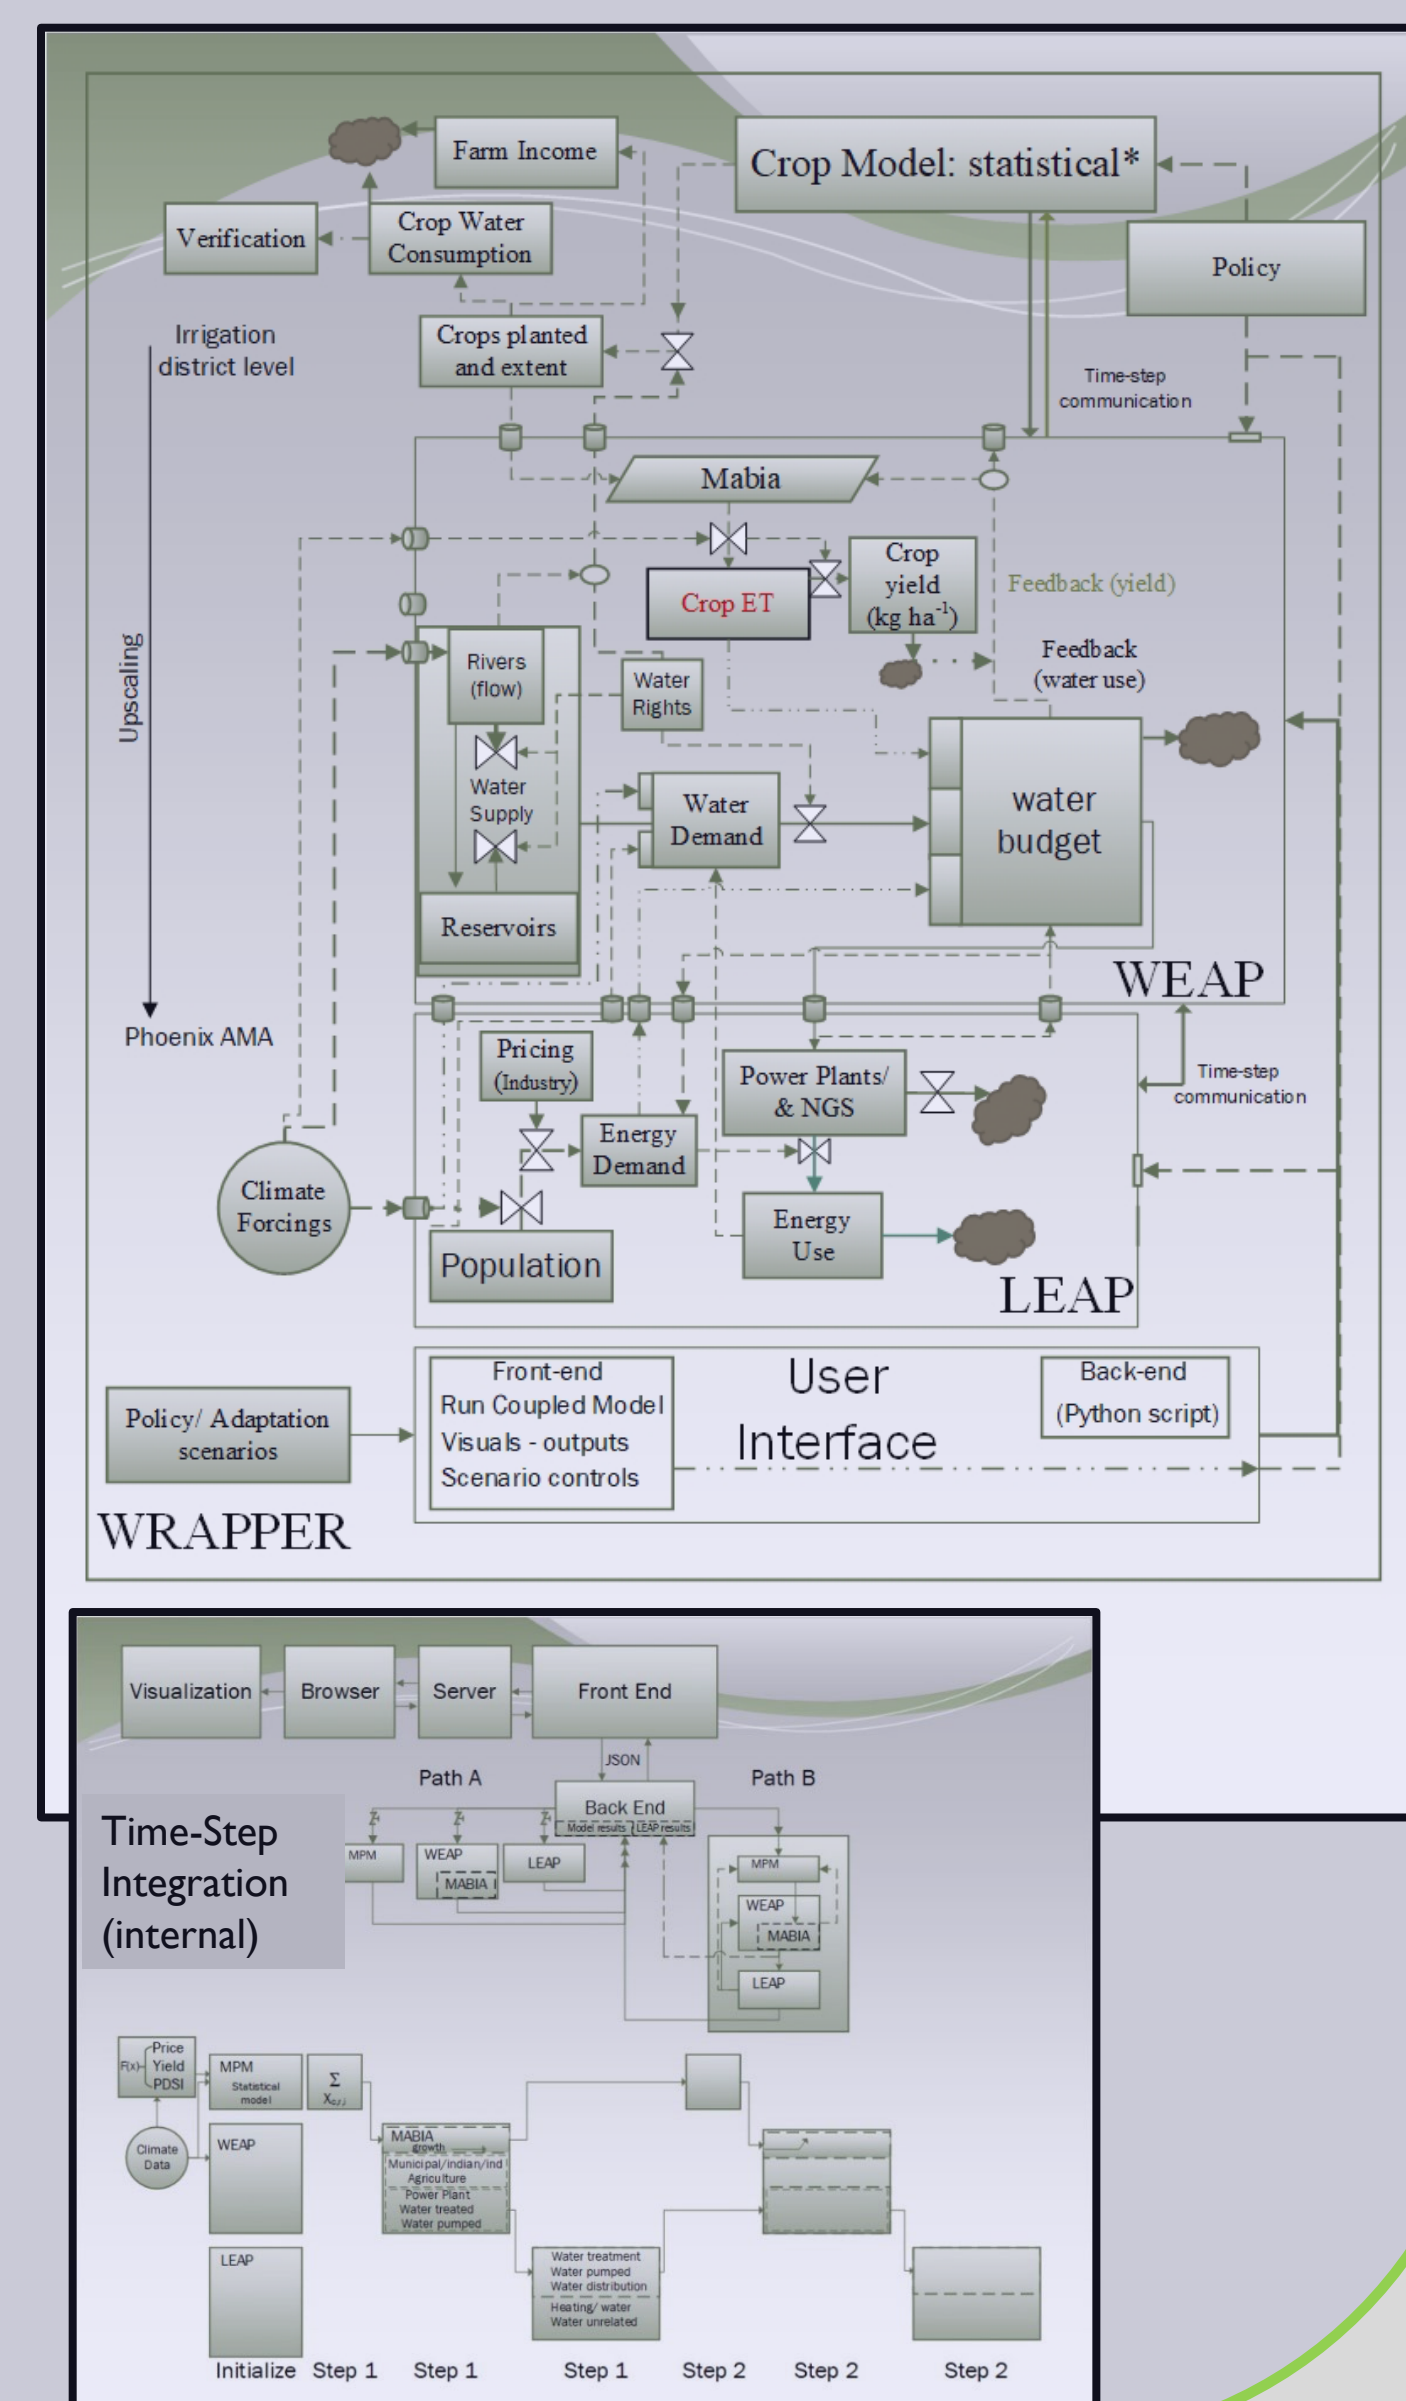 Farm Income
Crop Model: statistical*
Verification
Crop Water
Consumption
Policy
Irrigation
district level
Crops planted
and extent
Time-step
communication
Mabia
Crop
yield
(kg ha⁻¹)
Crop ET
Feedback (yield)
Upscaling
Rivers
(flow)
Water
Rights
Feedback
(water use)
Water
Supply
Water
Demand
water
budget
Reservoirs
WEAP
Phoenix AMA
Pricing
(Industry)
Power Plants/
& NGS
Time-step
communication
Energy
Demand
Climate
Forcings
Energy
Use
Population
LEAP
Front-end
Run Coupled Model
Visuals - outputs
Scenario controls
User
Interface
Back-end
(Python script)
Policy/ Adaptation
scenarios
WRAPPER
Visualization
Browser
Server
Front End
JSON
Path A
Path B
Back End
Model results
LEAP results
Time-Step
Integration
(internal)
MPM
WEAP
MABIA
LEAP
MPM
WEAP
MABIA
LEAP
F(x)
Price
Yield
PDSI
MPM
Statistical
model
Σ
Climate
Data
WEAP
MABIA
growth
Municipal/indian/ind
Agriculture
Power Plant
Water treated
Water pumped
LEAP
Water treatment
Water pumped
Water distribution
Heating/ water
Water unrelated
Initialize
Step 1
Step 1
Step 1
Step 2
Step 2
Step 2